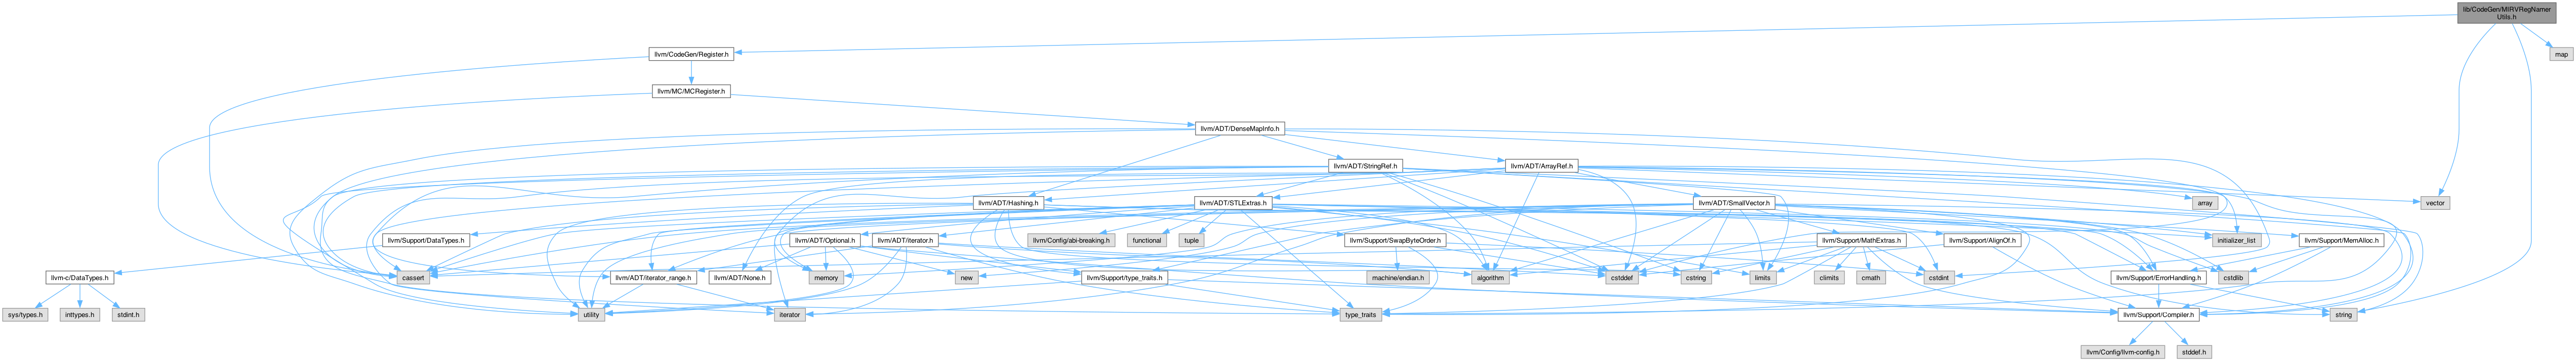 lib/CodeGen/MIRVRegNamer
Utils.h
llvm/CodeGen/Register.h
map
llvm/MC/MCRegister.h
llvm/ADT/DenseMapInfo.h
llvm/ADT/StringRef.h
llvm/ADT/ArrayRef.h
llvm/ADT/Hashing.h
llvm/ADT/STLExtras.h
llvm/ADT/SmallVector.h
array
vector
llvm/Support/DataTypes.h
llvm/ADT/Optional.h
llvm/ADT/iterator.h
llvm/Config/abi-breaking.h
functional
tuple
llvm/Support/SwapByteOrder.h
llvm/Support/MathExtras.h
llvm/Support/AlignOf.h
initializer_list
llvm/Support/MemAlloc.h
llvm-c/DataTypes.h
cassert
llvm/ADT/iterator_range.h
llvm/ADT/None.h
memory
new
llvm/Support/type_traits.h
machine/endian.h
algorithm
cstddef
cstring
limits
climits
cmath
cstdint
llvm/Support/ErrorHandling.h
cstdlib
sys/types.h
inttypes.h
stdint.h
utility
iterator
type_traits
llvm/Support/Compiler.h
string
llvm/Config/llvm-config.h
stddef.h